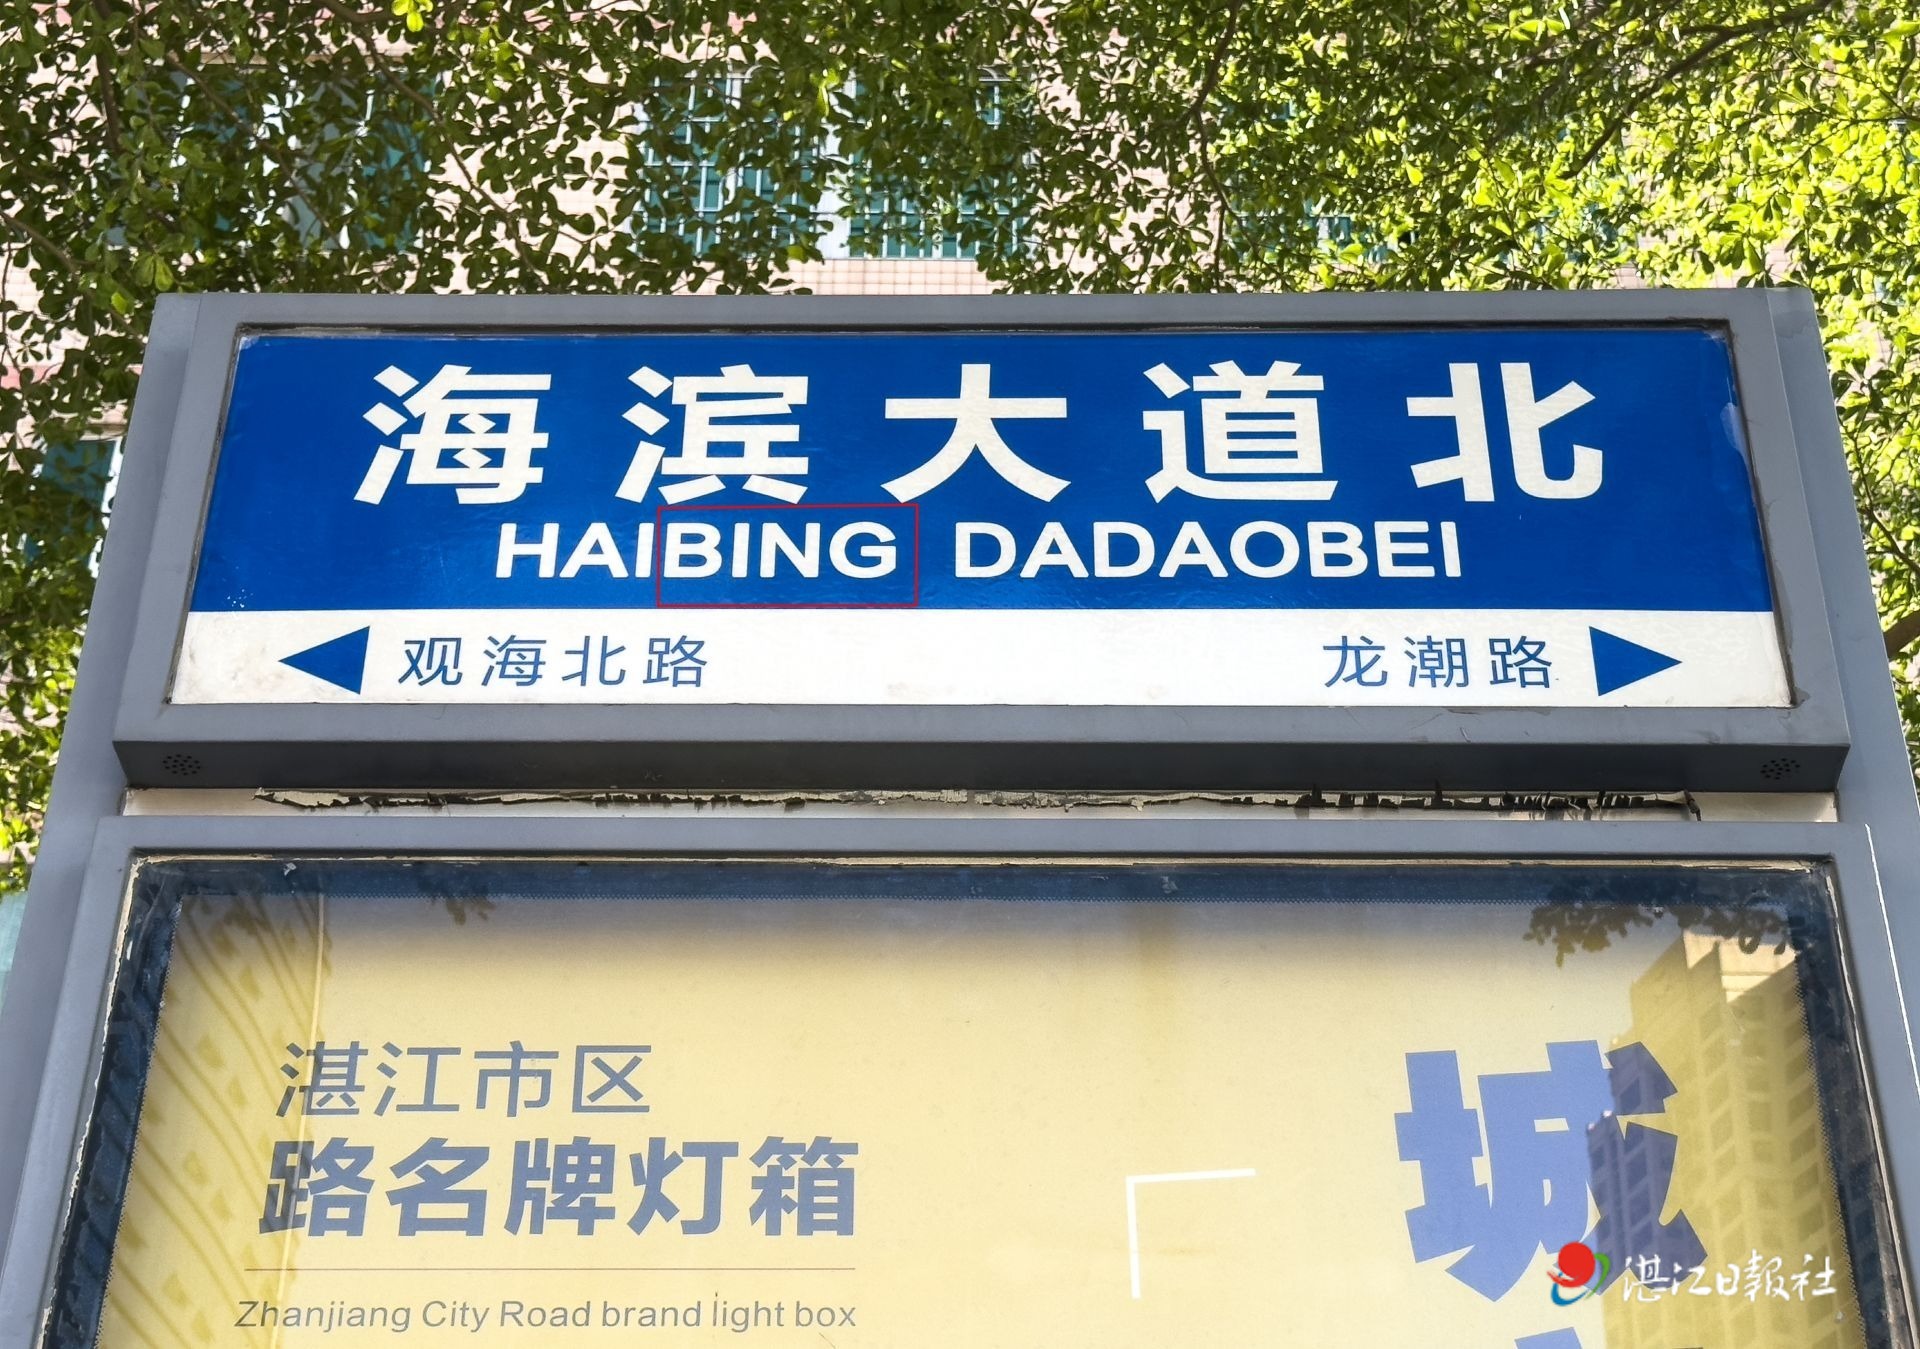 海滨大道北
HAIBING DADAOBEI
观海北路
龙潮路
湛江市区
路名牌灯箱
Zhanjiang City Road brand light box
城
湛江日報社